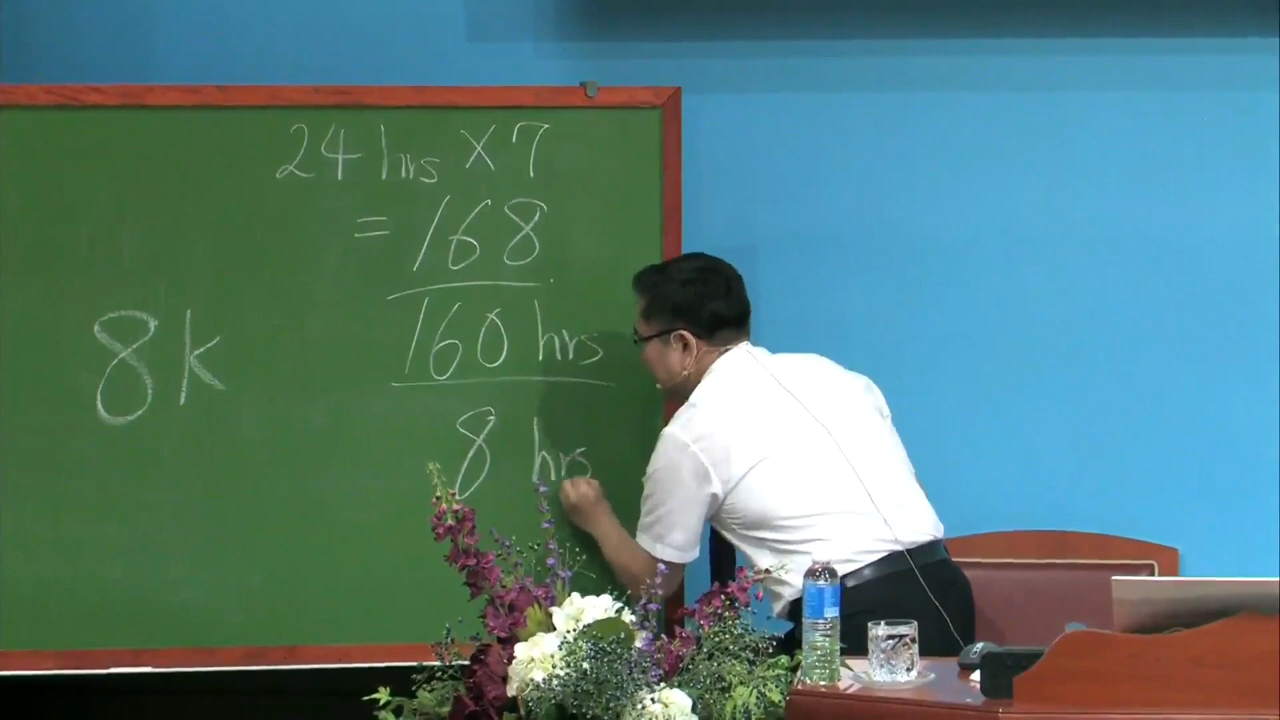 24 hrs × 7
= 168
160 hrs
8 hrs
8k